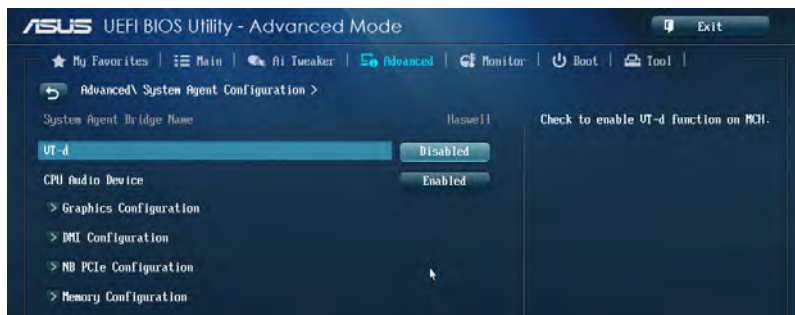 ASUS UEFI BIOS Utility - Advanced Mode Exit
My Favorites | Main | Ai Tweaker | Advanced | Monitor | Boot | Tool |
Advanced\ System Agent Configuration >
System Agent Bridge Name Haswell Check to enable VT-d function on MCH.
VT-d Disabled
CPU Audio Device Enabled
> Graphics Configuration
> DMI Configuration
> NB PCIe Configuration
> Memory Configuration